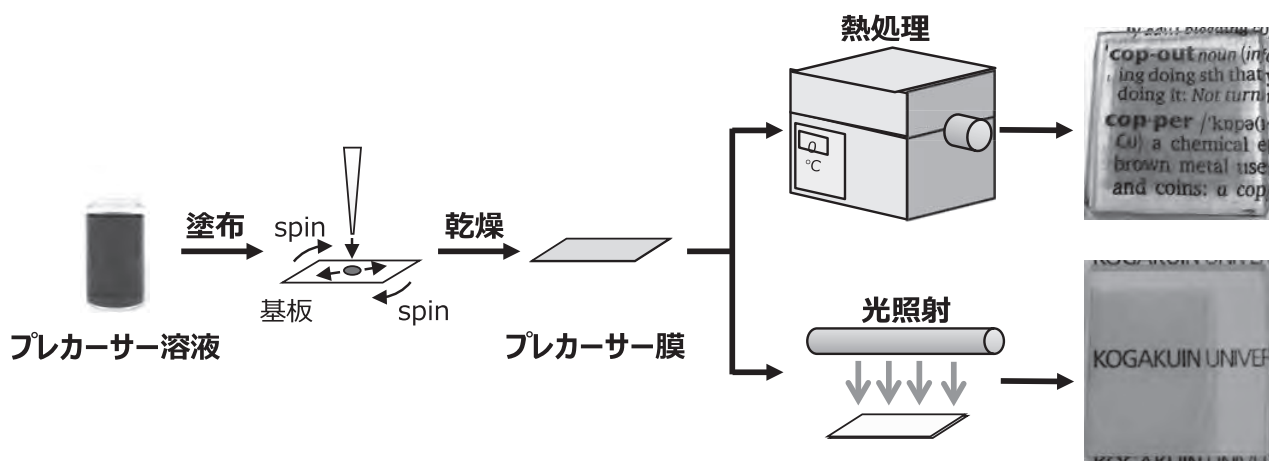 プレカーサー溶液
塗布
spin
基板
spin
乾燥
プレカーサー膜
熱処理
0
℃
光照射
cop-out noun
ing doing sth that
doing it: Not turn
cop·per
Cu) a chemical
brown metal use
and coins: a cop
KOGAKUIN UNIVER
KOGAKUIN UNIVER